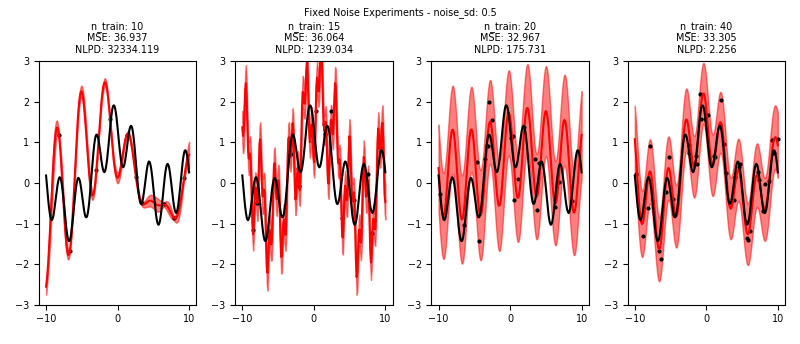 Fixed Noise Experiments - noise_sd: 0.5
n_train: 10
MSE: 36.937
NLPD: 32334.119
n_train: 15
MSE: 36.064
NLPD: 1239.034
n_train: 20
MSE: 32.967
NLPD: 175.731
n_train: 40
MSE: 33.305
NLPD: 2.256
3
2
1
0
−1
−2
−3
−10 0 10
3
2
1
0
−1
−2
−3
−10 0 10
3
2
1
0
−1
−2
−3
−10 0 10
3
2
1
0
−1
−2
−3
−10 0 10